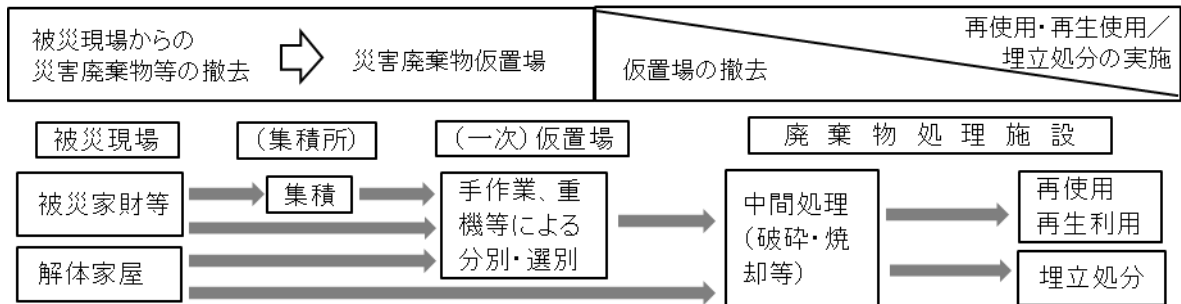 被災現場からの
災害廃棄物等の撤去
災害廃棄物仮置場
仮置場の撤去
再使用・再生使用／
埋立処分の実施
被災現場
(集積所)
(一次)仮置場
廃棄物処理施設
被災家財等
集積
手作業、重
機等による
分別・選別
中間処理
(破砕・焼
却等)
再使用
再生利用
解体家屋
埋立処分